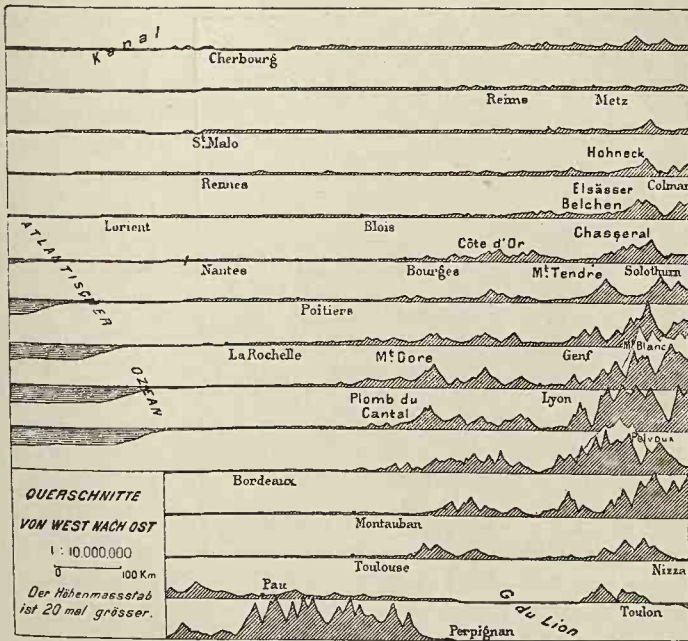 Kanal
Cherbourg
Reims Metz
St Malo
Hohneck
Rennes Colmar
Elsässer
Belchen
Lorient Blois
Chasseral
Côte d'Or
Nantes Bourges Mt Tendre Solothurn
ATLANTISCHER
OZEAN
Poitiers
Mt Blanc
La Rochelle Mt Dore Genf
Plomb du
Cantal
Lyon
Pelvoux
Bordeaux
Montauban
Toulouse Nizza
Pau
G. du Lion
Toulon
Perpignan
QUERSCHNITTE
VON WEST NACH OST
1 : 10.000.000
0 100 Km
Der Höhenmassstab
ist 20 mal grösser.